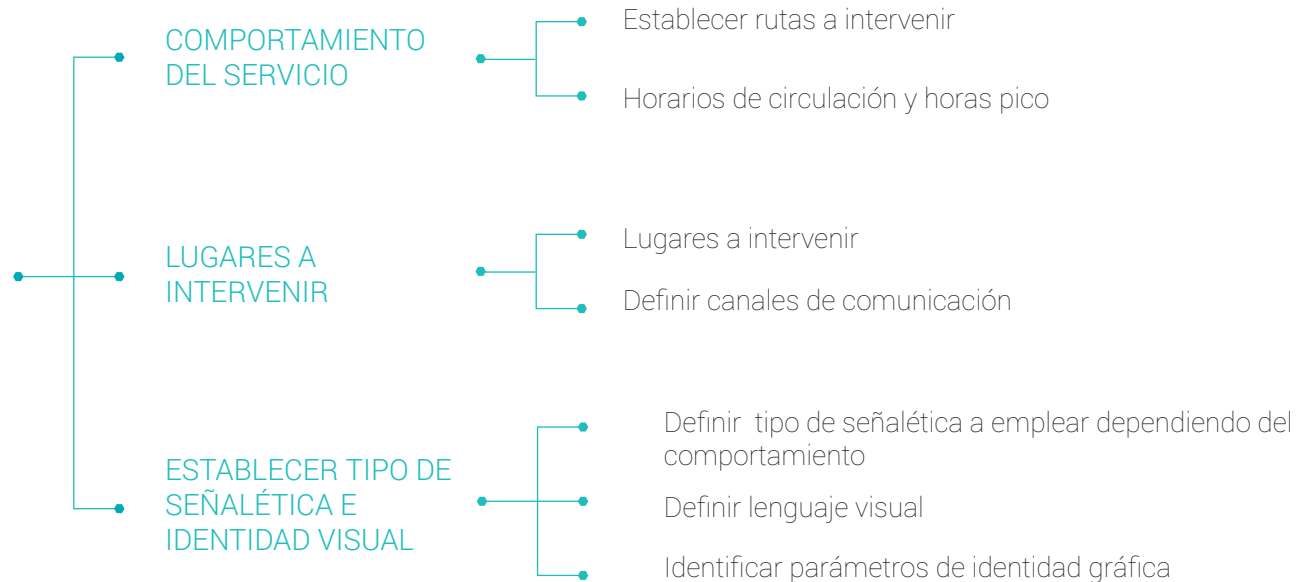 COMPORTAMIENTO
DEL SERVICIO
Establecer rutas a intervenir
Horarios de circulación y horas pico
LUGARES A
INTERVENIR
Lugares a intervenir
Definir canales de comunicación
ESTABLECER TIPO DE
SEÑALÉTICA E
IDENTIDAD VISUAL
Definir  tipo de señalética a emplear dependiendo del
comportamiento
Definir lenguaje visual
Identificar parámetros de identidad gráfica